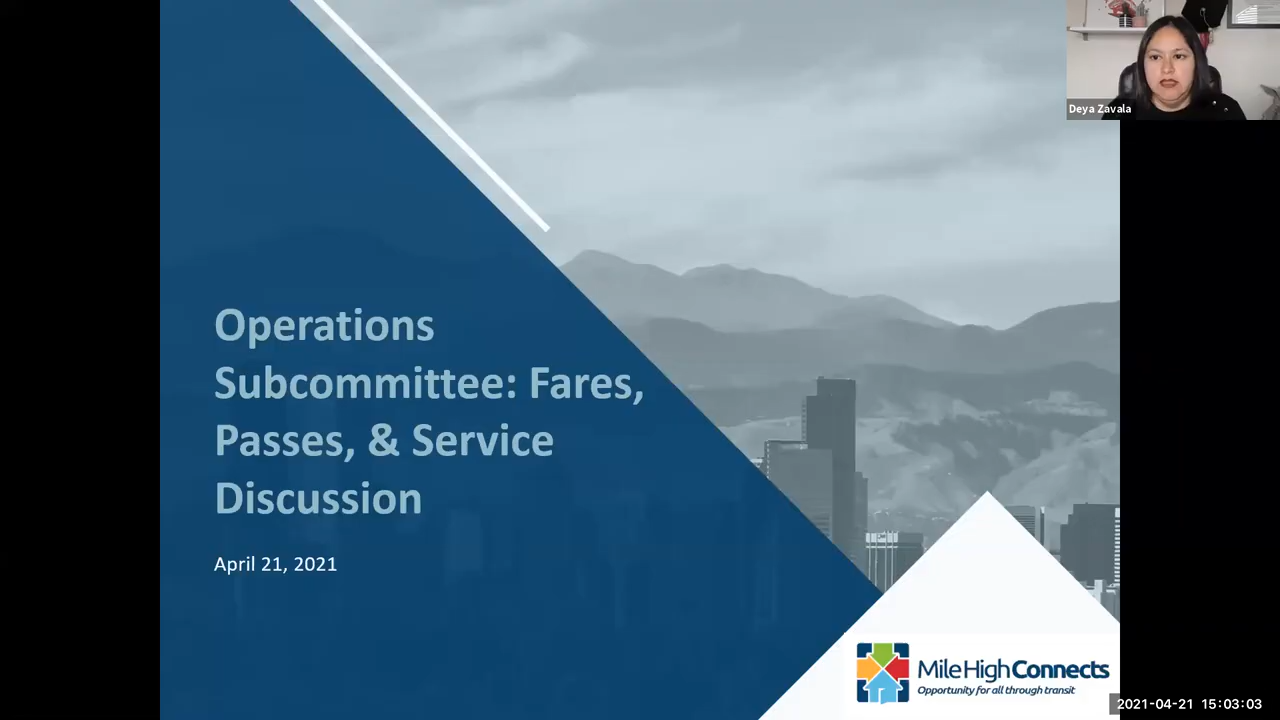 Deya Zavala
Operations
Subcommittee: Fares,
Passes, & Service
Discussion
April 21, 2021
MileHighConnects
Opportunity for all through transit
2021-04-21 15:03:03